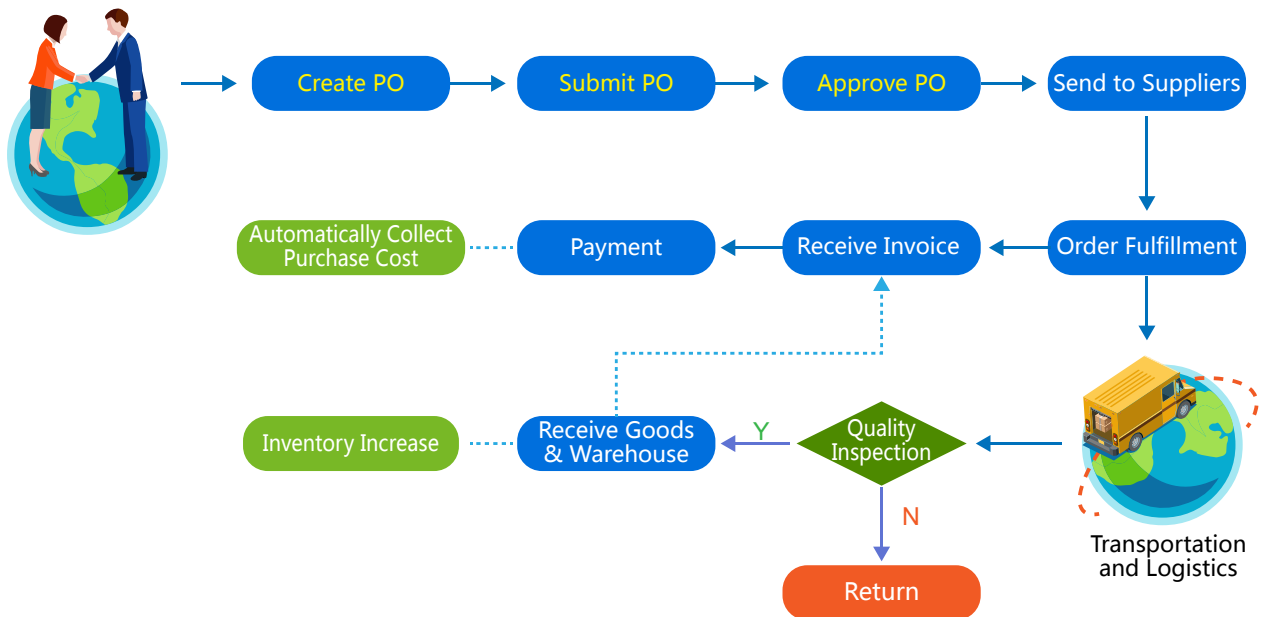 Create PO
Submit PO
Approve PO
Send to Suppliers
Automatically Collect
Purchase Cost
Payment
Receive Invoice
Order Fulfillment
Inventory Increase
Receive Goods
& Warehouse
Y
Quality
Inspection
N
Transportation
and Logistics
Return